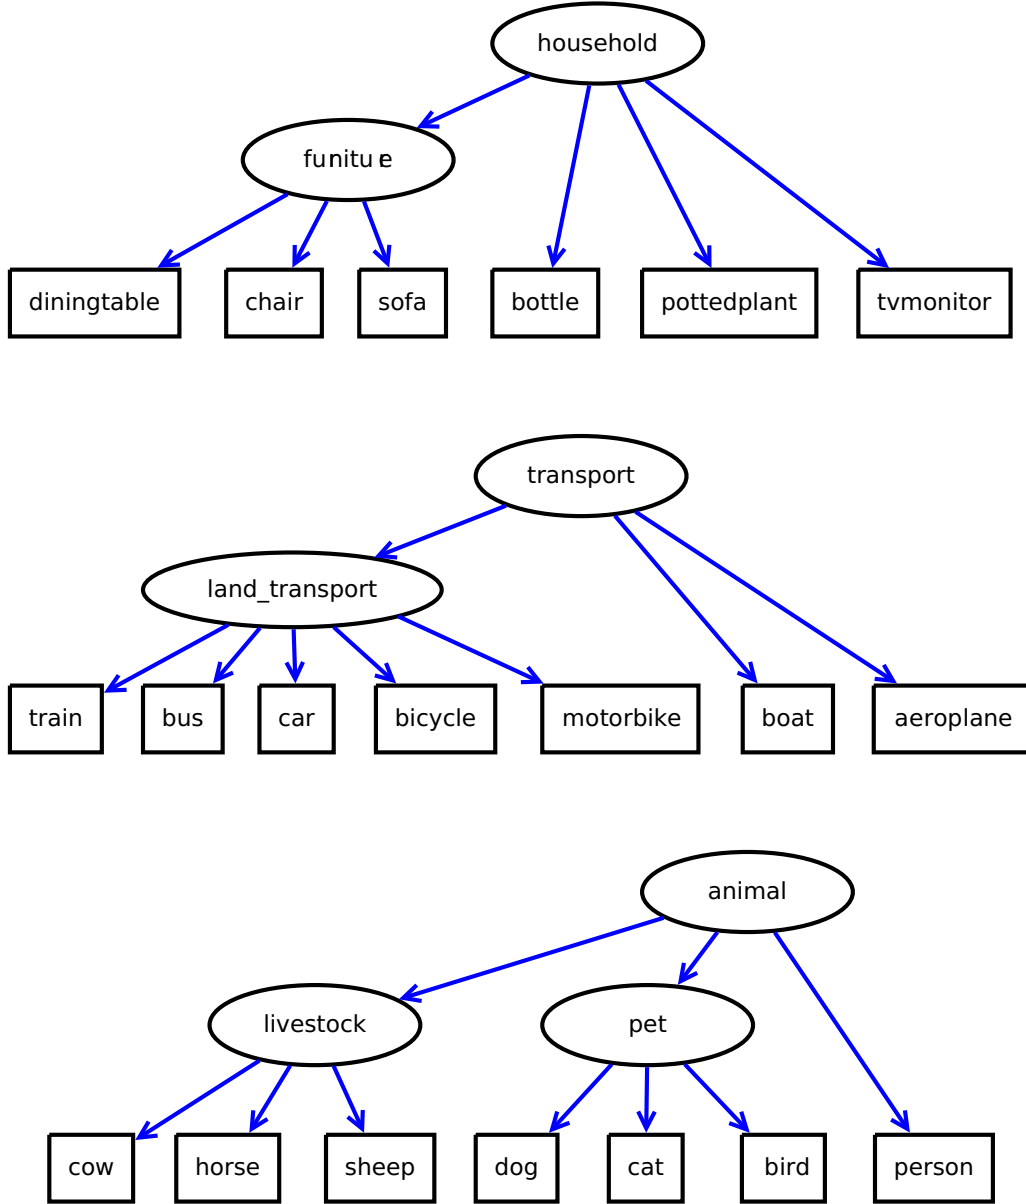 household
funiture
diningtable chair sofa bottle pottedplant tvmonitor
transport
land_transport
train bus car bicycle motorbike boat aeroplane
animal
livestock pet
cow horse sheep dog cat bird person